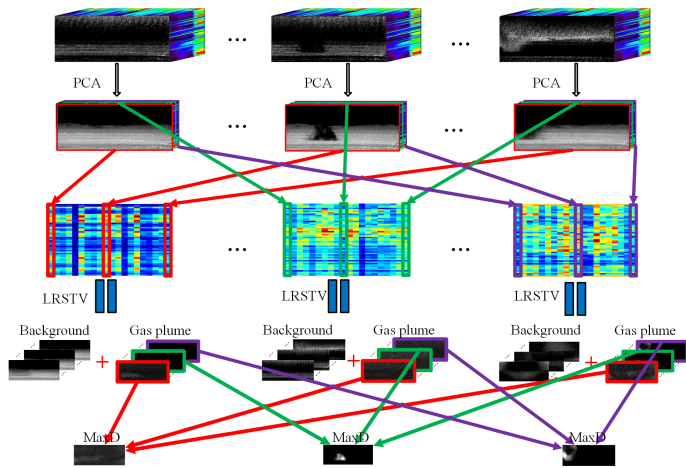 ... ...
PCA PCA PCA
... ...
... ...
LRSTV LRSTV LRSTV
Background Gas plume Background Gas plume Background Gas plume
+ + +
MaxD MaxD MaxD